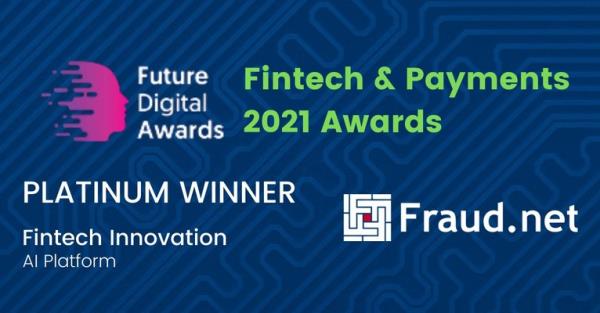 Future
Digital
Awards
Fintech & Payments
2021 Awards
PLATINUM WINNER
Fintech Innovation
AI Platform
Fraud.net